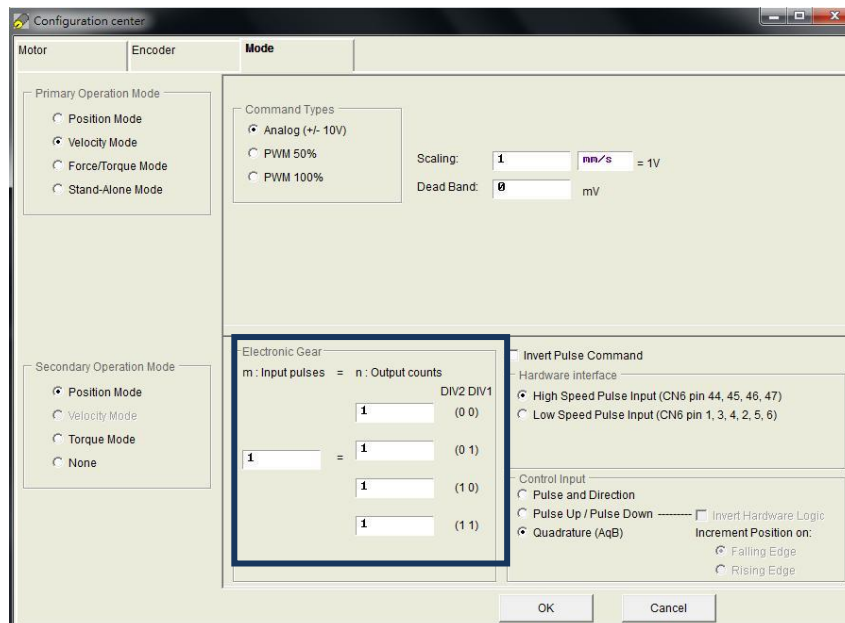 Configuration center
Motor Encoder Mode
Primary Operation Mode
Position Mode
Velocity Mode
Force/Torque Mode
Stand-Alone Mode
Command Types
Analog (+/- 10V)
PWM 50%
PWM 100%
Scaling: 1 mm/s = 1V
Dead Band: 0 mV
Secondary Operation Mode
Position Mode
Velocity Mode
Torque Mode
None
Electronic Gear
m : Input pulses = n : Output counts
DIV2 DIV1
1 (0 0)
1 = 1 (0 1)
1 (1 0)
1 (1 1)
Invert Pulse Command
Hardware interface
High Speed Pulse Input (CN6 pin 44, 45, 46, 47)
Low Speed Pulse Input (CN6 pin 1, 3, 4, 2, 5, 6)
Control Input
Pulse and Direction
Pulse Up / Pulse Down --------- Invert Hardware Logic
Quadrature (AqB) Increment Position on:
Falling Edge
Rising Edge
OK Cancel